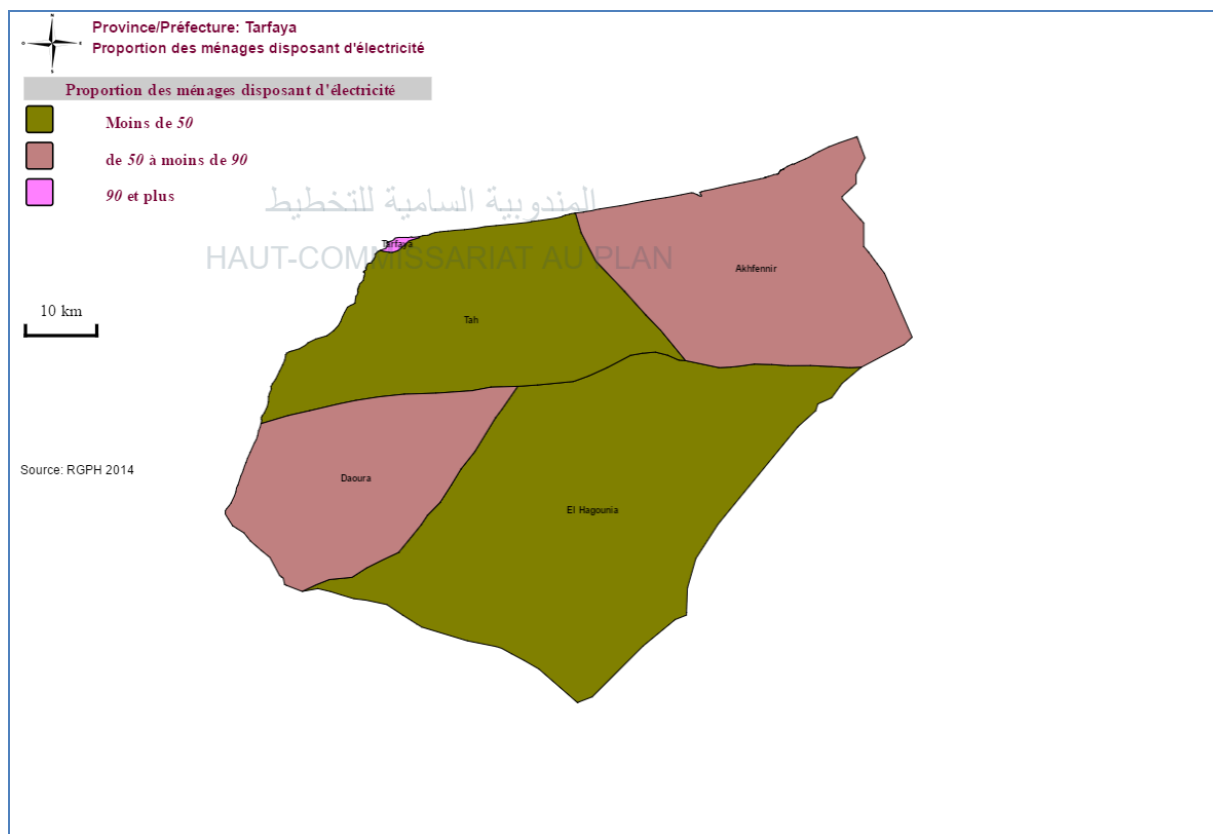 Province/Préfecture: Tarfaya
Proportion des ménages disposant d'électricité
Proportion des ménages disposant d'électricité
Moins de 50
de 50 à moins de 90
90 et plus
المندوبية السامية للتخطيط
HAUT-COMMISSARIAT AU PLAN
Tarfaya
Akhfennir
10 km
Tah
Source: RGPH 2014
Daoura
El Hagounia